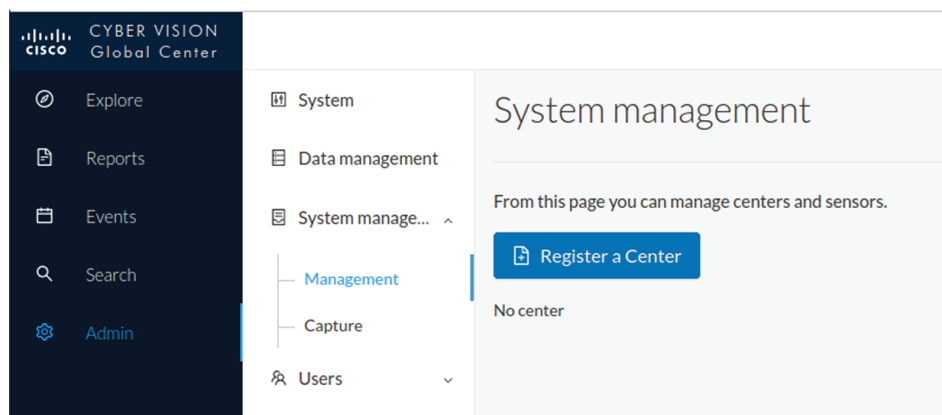 CISCO
CYBER VISION
Global Center
Explore
Reports
Events
Search
Admin
System
Data management
System manage...
Management
Capture
Users
System management
From this page you can manage centers and sensors.
Register a Center
No center